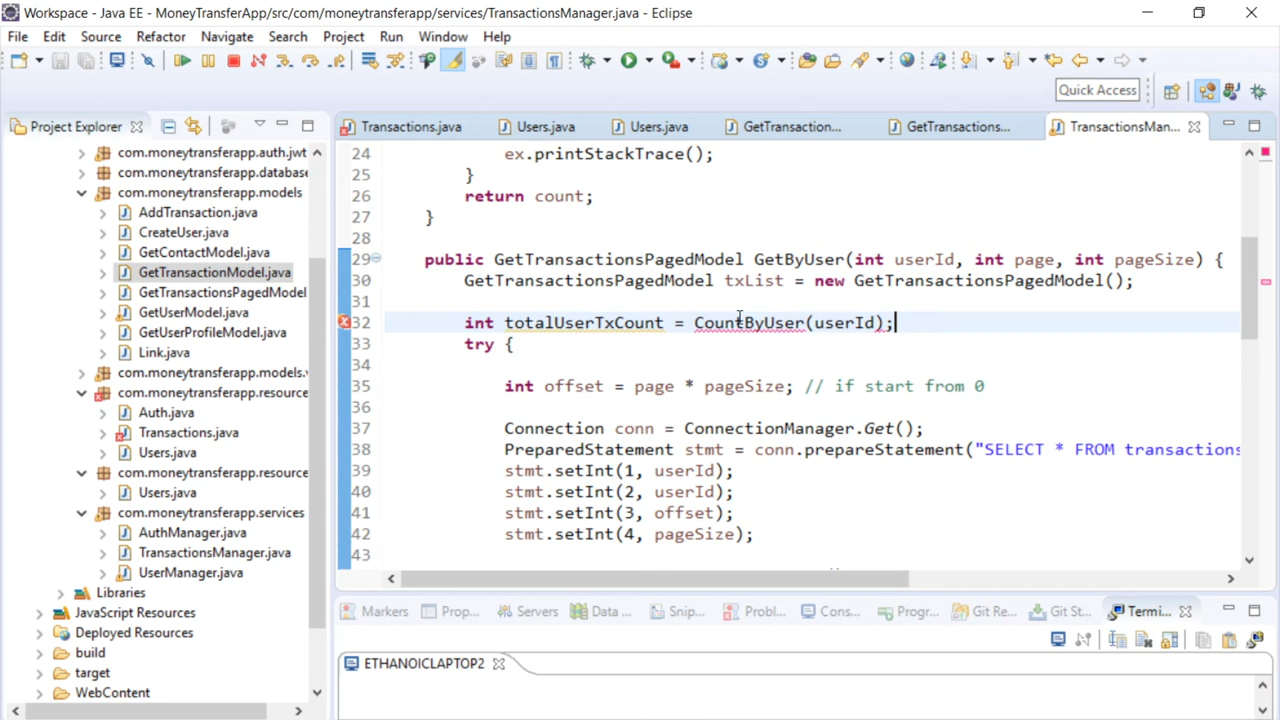 Workspace - Java EE - MoneyTransferApp/src/com/moneytransferapp/services/TransactionsManager.java - Eclipse
File Edit Source Refactor Navigate Search Project Run Window Help
Quick Access
Project Explorer
Transactions.java Users.java Users.java GetTransaction... GetTransactions... TransactionsMan...
com.moneytransferapp.auth.jwt
com.moneytransferapp.database
com.moneytransferapp.models
AddTransaction.java
CreateUser.java
GetContactModel.java
GetTransactionModel.java
GetTransactionsPagedModel
GetUserModel.java
GetUserProfileModel.java
Link.java
com.moneytransferapp.models.
com.moneytransferapp.resource
Auth.java
Transactions.java
Users.java
com.moneytransferapp.resource
Users.java
com.moneytransferapp.services
AuthManager.java
TransactionsManager.java
UserManager.java
Libraries
JavaScript Resources
Deployed Resources
build
target
WebContent
24 ex.printStackTrace();
25 }
26 return count;
27 }
28
29 public GetTransactionsPagedModel GetByUser(int userId, int page, int pageSize) {
30 GetTransactionsPagedModel txList = new GetTransactionsPagedModel();
31
32 int totalUserTxCount = CountByUser(userId);
33 try {
34
35 int offset = page * pageSize; // if start from 0
36
37 Connection conn = ConnectionManager.Get();
38 PreparedStatement stmt = conn.prepareStatement("SELECT * FROM transactions
39 stmt.setInt(1, userId);
40 stmt.setInt(2, userId);
41 stmt.setInt(3, offset);
42 stmt.setInt(4, pageSize);
43
Markers Prop... Servers Data ... Snip... Probl... Cons... Progr... Git Re... Git St... Termi...
ETHANOICLAPTOP2